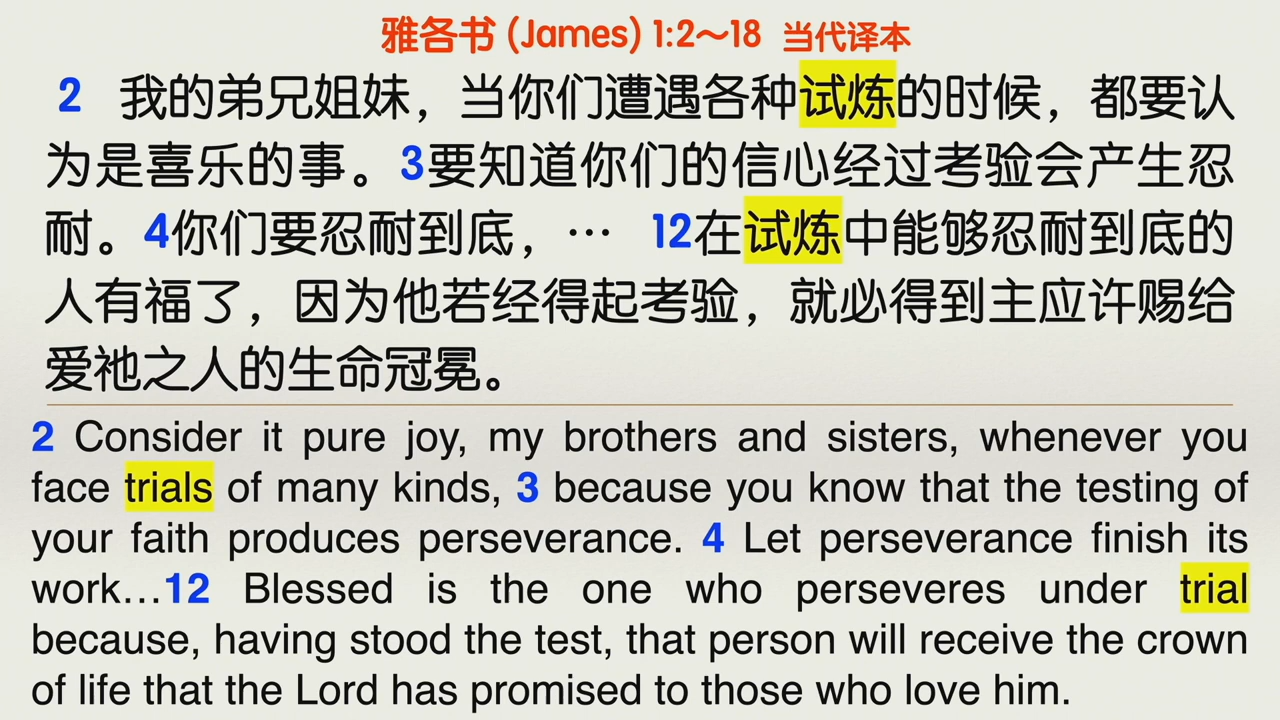 雅各书 (James) 1:2～18 当代译本
2 我的弟兄姐妹，当你们遭遇各种试炼的时候，都要认
为是喜乐的事。3要知道你们的信心经过考验会产生忍
耐。4你们要忍耐到底，… 12在试炼中能够忍耐到底的
人有福了，因为他若经得起考验，就必得到主应许赐给
爱祂之人的生命冠冕。
2 Consider it pure joy, my brothers and sisters, whenever you
face trials of many kinds, 3 because you know that the testing of
your faith produces perseverance. 4 Let perseverance finish its
work…12 Blessed is the one who perseveres under trial
because, having stood the test, that person will receive the crown
of life that the Lord has promised to those who love him.